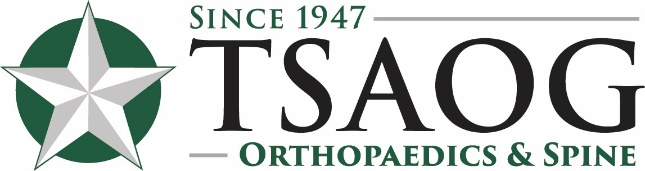 SINCE 1947
TSAOG
ORTHOPAEDICS & SPINE